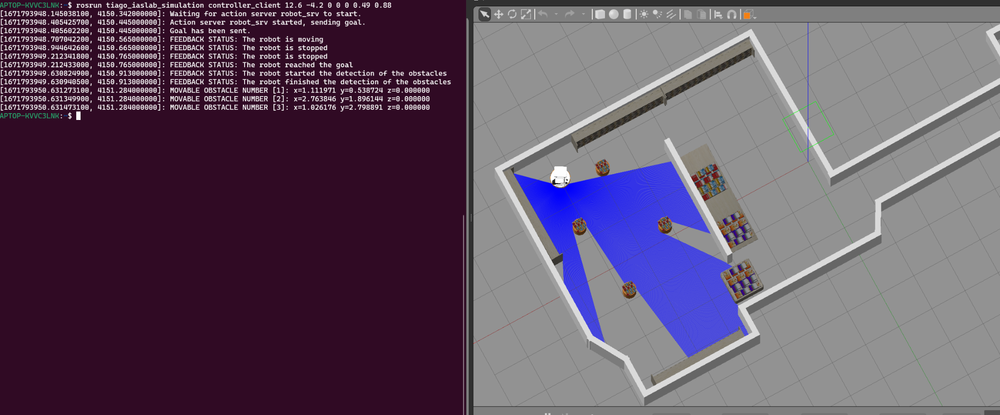 APTOP-KVVC3LNK:~$ rosrun tiago_iaslab_simulation controller_client 12.6 -4.2 0 0 0 0.49 0.88
[1671793948.145038100, 4150.342000000]: Waiting for action server robot_srv to start.
[1671793948.405425700, 4150.445000000]: Action server robot_srv started, sending goal.
[1671793948.405602200, 4150.445000000]: Goal has been sent.
[1671793948.707042200, 4150.565000000]: FEEDBACK STATUS: The robot is moving
[1671793948.944642600, 4150.665000000]: FEEDBACK STATUS: The robot is stopped
[1671793949.212341800, 4150.765000000]: FEEDBACK STATUS: The robot is stopped
[1671793949.212433000, 4150.765000000]: FEEDBACK STATUS: The robot reached the goal
[1671793949.630824900, 4150.913000000]: FEEDBACK STATUS: The robot started the detection of the obstacles
[1671793949.630940500, 4150.913000000]: FEEDBACK STATUS: The robot finished the detection of the obstacles
[1671793950.631273100, 4151.284000000]: MOVABLE OBSTACLE NUMBER [1]: x=1.111971 y=0.538724 z=0.000000
[1671793950.631349900, 4151.284000000]: MOVABLE OBSTACLE NUMBER [2]: x=2.763846 y=1.896144 z=0.000000
[1671793950.631473100, 4151.284000000]: MOVABLE OBSTACLE NUMBER [3]: x=1.026176 y=2.798891 z=0.000000
APTOP-KVVC3LNK:~$